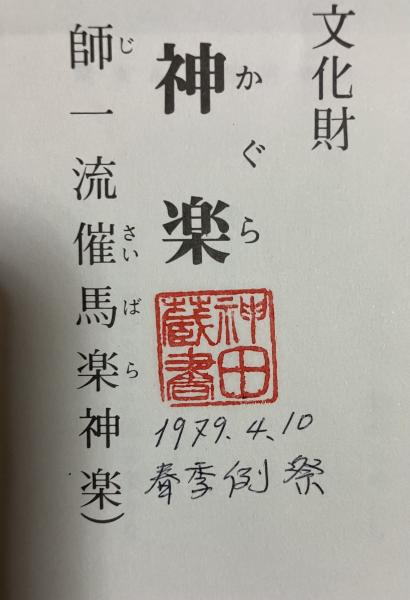 文化財
神楽
かぐら
師一流催馬楽神楽）
じ さいばら
神田
蔵書
1979.4.10
春季例祭